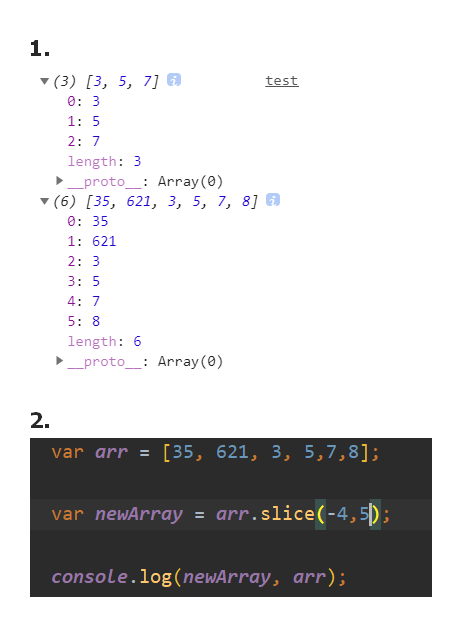 1.
▼(3) [3, 5, 7] i test
0: 3
1: 5
2: 7
length: 3
▶__proto__: Array(0)
▼(6) [35, 621, 3, 5, 7, 8] i
0: 35
1: 621
2: 3
3: 5
4: 7
5: 8
length: 6
▶__proto__: Array(0)
2.
var arr = [35, 621, 3, 5,7,8];
var newArray = arr.slice(-4,5);
console.log(newArray, arr);